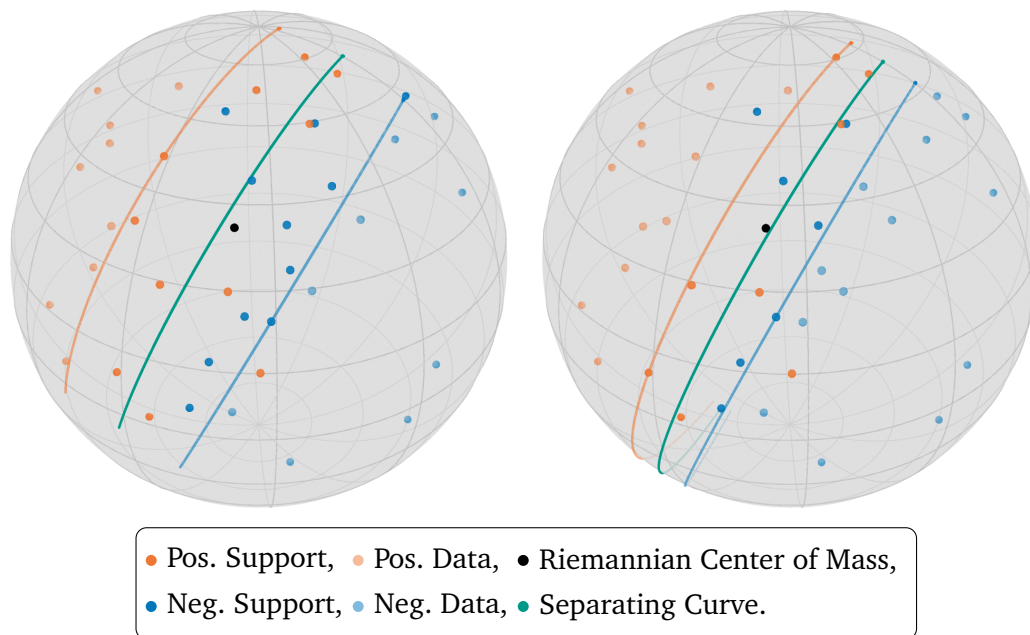 Pos. Support, Pos. Data, Riemannian Center of Mass,
Neg. Support, Neg. Data, Separating Curve.